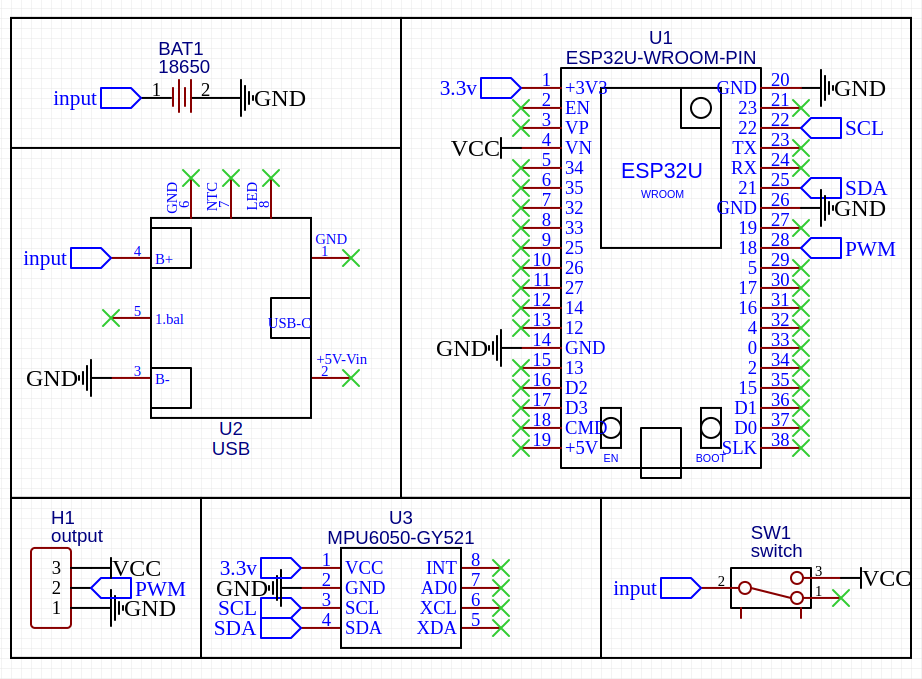 BAT1
18650
input 1 2 GND
GND NTC LED
6 7 8
input 4 B+
GND
1
5 1.bal
USB-C
+5V-Vin
2
GND 3 B-
U2
USB
U1
ESP32U-WROOM-PIN
3.3v 1 +3V3 GND 20 GND
2 EN 23 21
3 VP 22 22 SCL
VCC 4 VN TX 23
5 34 RX 24
6 35 21 25 SDA
7 32 GND 26 GND
8 33 19 27
9 25 18 28 PWM
10 26 5 29
11 27 17 30
12 14 16 31
13 12 4 32
GND 14 GND 0 33
15 13 2 34
16 D2 15 35
17 D3 D1 36
18 CMD D0 37
19 +5V SLK 38
ESP32U
WROOM
EN BOOT
H1
output
3 VCC
2 PWM
1 GND
U3
MPU6050-GY521
3.3v 1 VCC INT 8
GND 2 GND AD0 7
SCL 3 SCL XCL 6
SDA 4 SDA XDA 5
SW1
switch
input 2 3 VCC
1